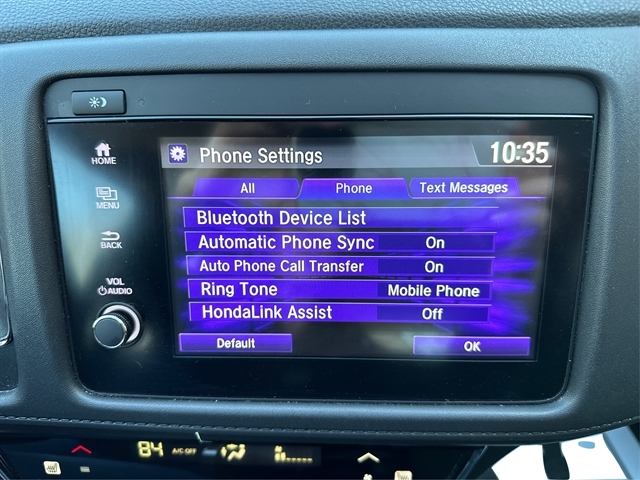 Phone Settings 10:35
HOME
All Phone Text Messages
MENU
Bluetooth Device List
BACK
Automatic Phone Sync On
Auto Phone Call Transfer On
VOL
AUDIO
Ring Tone Mobile Phone
HondaLink Assist Off
Default OK
84 A/C OFF